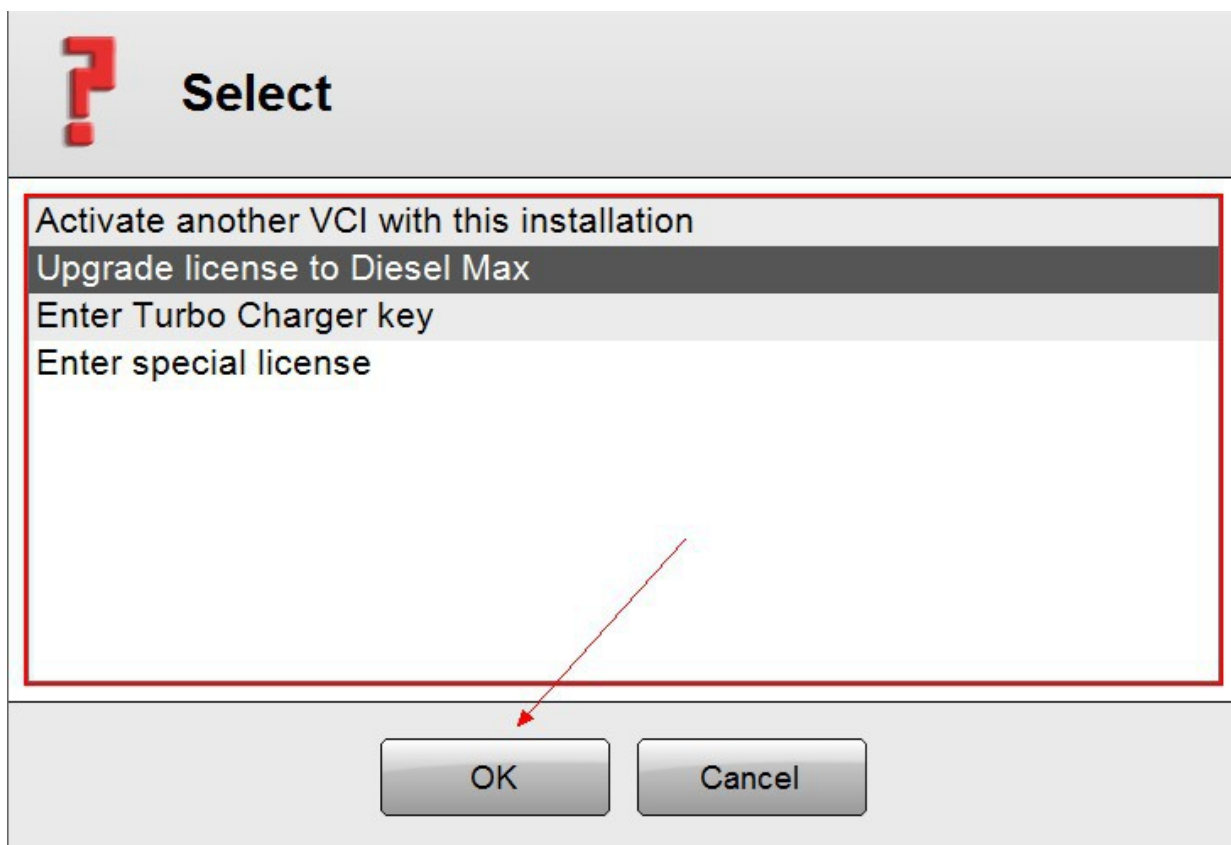 Select
Activate another VCI with this installation
Upgrade license to Diesel Max
Enter Turbo Charger key
Enter special license
OK
Cancel